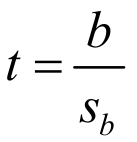 t = b / s_b